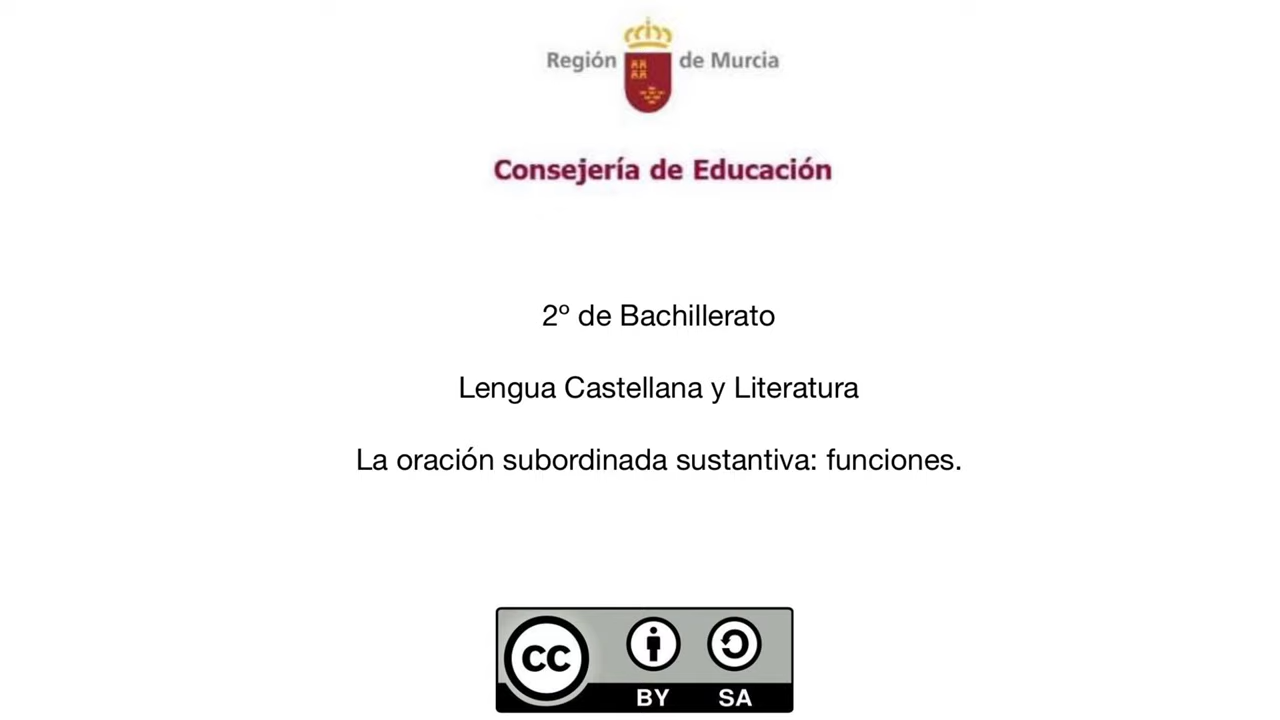 Región de Murcia
Consejería de Educación
2º de Bachillerato
Lengua Castellana y Literatura
La oración subordinada sustantiva: funciones.
CC
BY SA